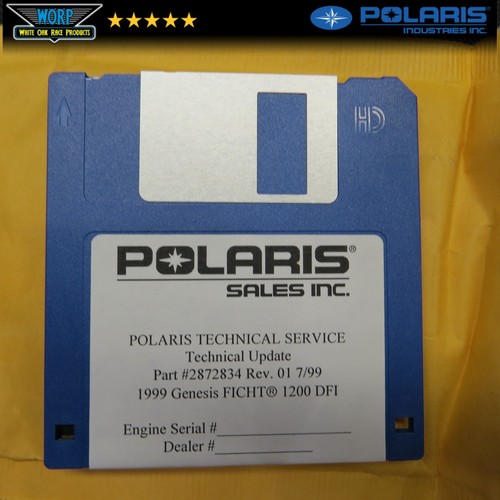 WORP
WHITE OAK RACE PRODUCTS
POLARIS
INDUSTRIES INC.
HD
POLARIS®
SALES INC.
POLARIS TECHNICAL SERVICE
Technical Update
Part #2872834 Rev. 01 7/99
1999 Genesis FICHT® 1200 DFI
Engine Serial #
Dealer #